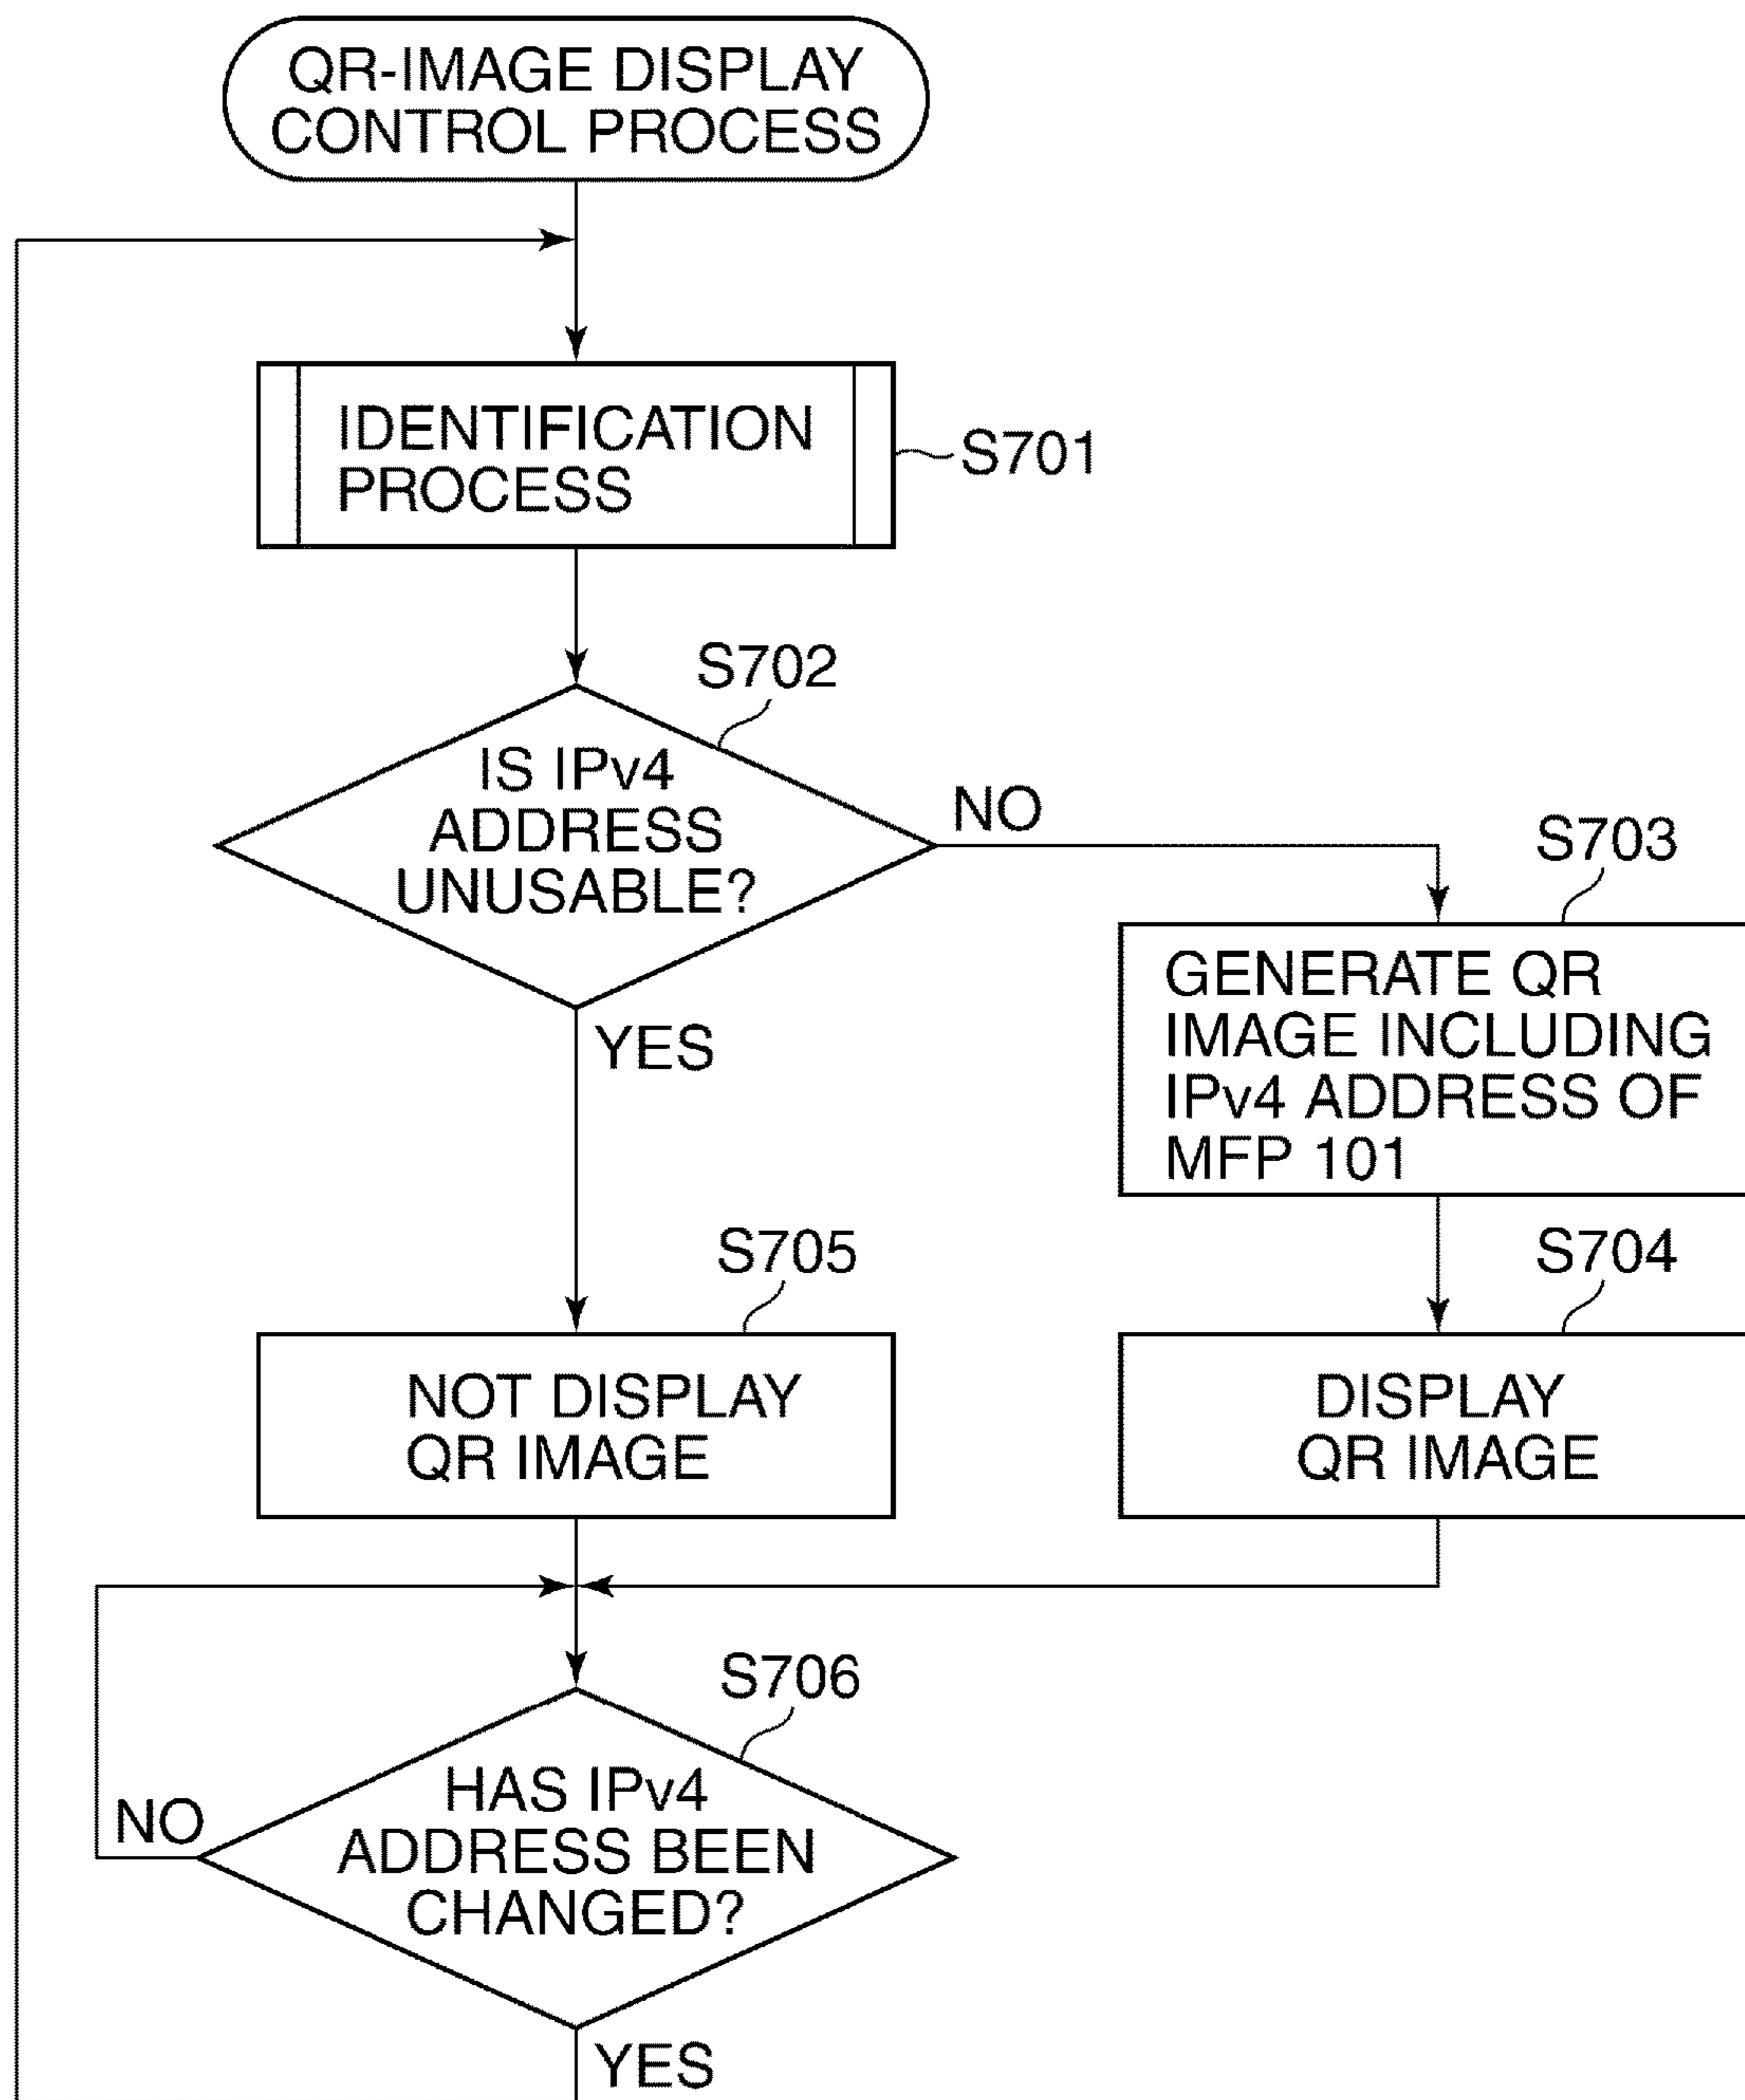 QR-IMAGE DISPLAY
CONTROL PROCESS
IDENTIFICATION
PROCESS
S701
S702
IS IPv4
ADDRESS
UNUSABLE?
NO
S703
GENERATE QR
IMAGE INCLUDING
IPv4 ADDRESS OF
MFP 101
YES
S705
S704
NOT DISPLAY
QR IMAGE
DISPLAY
QR IMAGE
S706
HAS IPv4
ADDRESS BEEN
CHANGED?
NO
YES